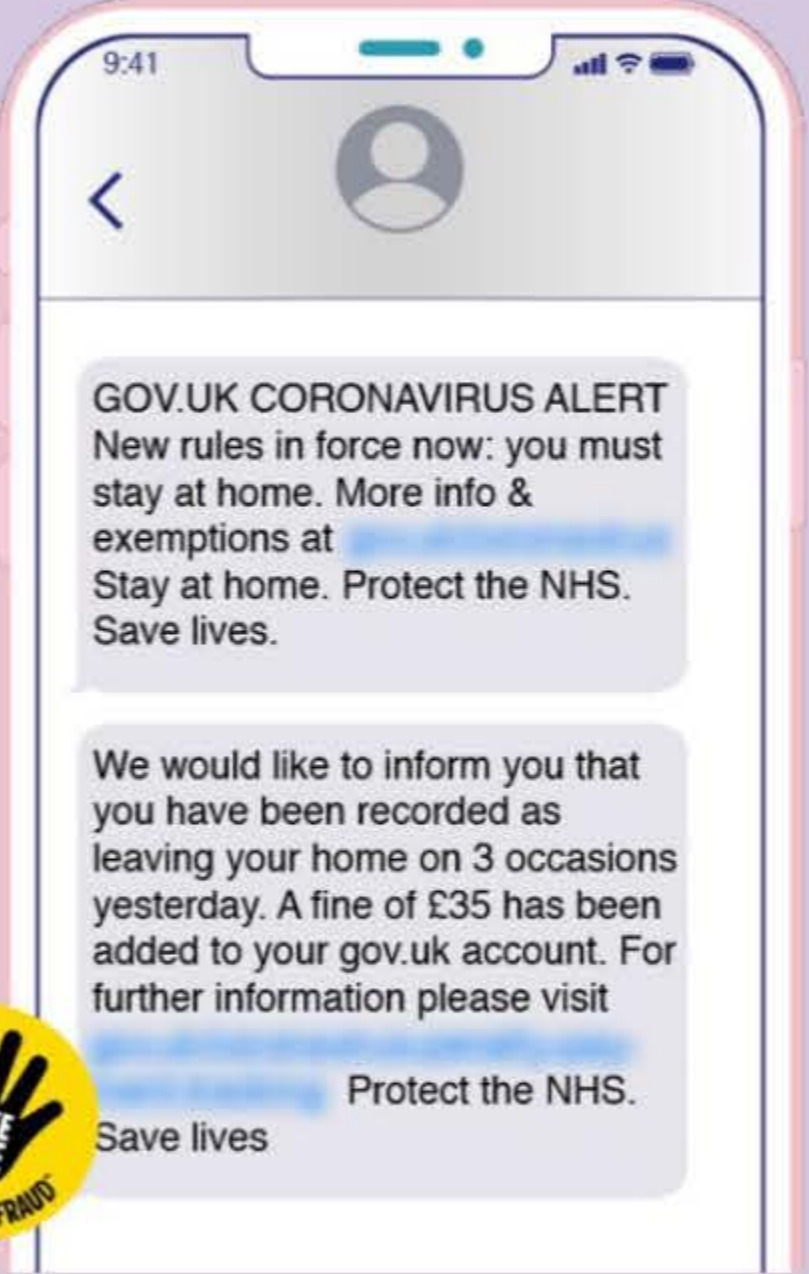 9:41
GOV.UK CORONAVIRUS ALERT
New rules in force now: you must
stay at home. More info &
exemptions at
Stay at home. Protect the NHS.
Save lives.
We would like to inform you that
you have been recorded as
leaving your home on 3 occasions
yesterday. A fine of £35 has been
added to your gov.uk account. For
further information please visit
Protect the NHS.
Save lives
FRAUD